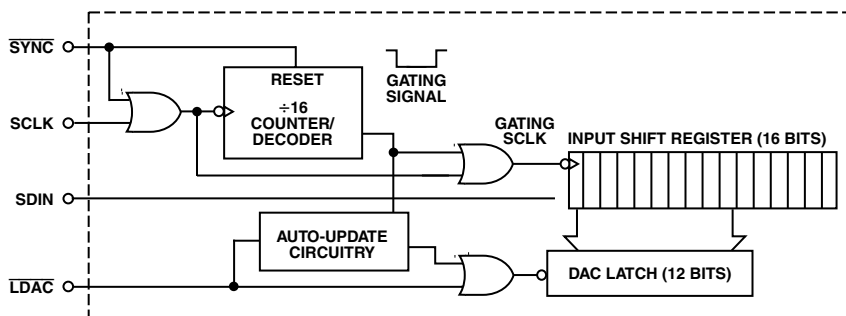 SYNC
SCLK
SDIN
LDAC
RESET
÷16
COUNTER/
DECODER
GATING
SIGNAL
GATING
SCLK
INPUT SHIFT REGISTER (16 BITS)
AUTO-UPDATE
CIRCUITRY
DAC LATCH (12 BITS)